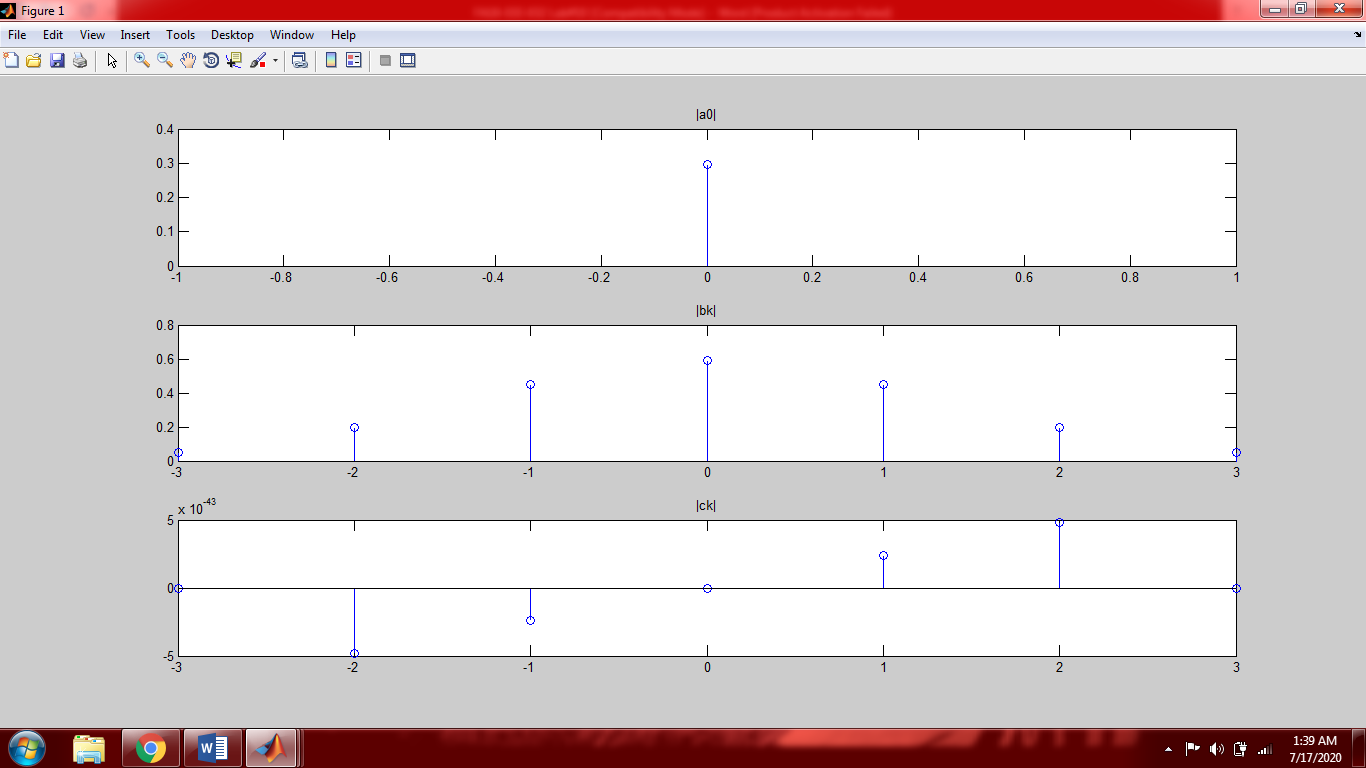 Figure 1
File Edit View Insert Tools Desktop Window Help
|a0|
0.4
0.3
0.2
0.1
0
-1 -0.8 -0.6 -0.4 -0.2 0 0.2 0.4 0.6 0.8 1
|bk|
0.8
0.6
0.4
0.2
0
-3 -2 -1 0 1 2 3
|ck|
x 10^-43
5
0
-5
-3 -2 -1 0 1 2 3
1:39 AM
7/17/2020